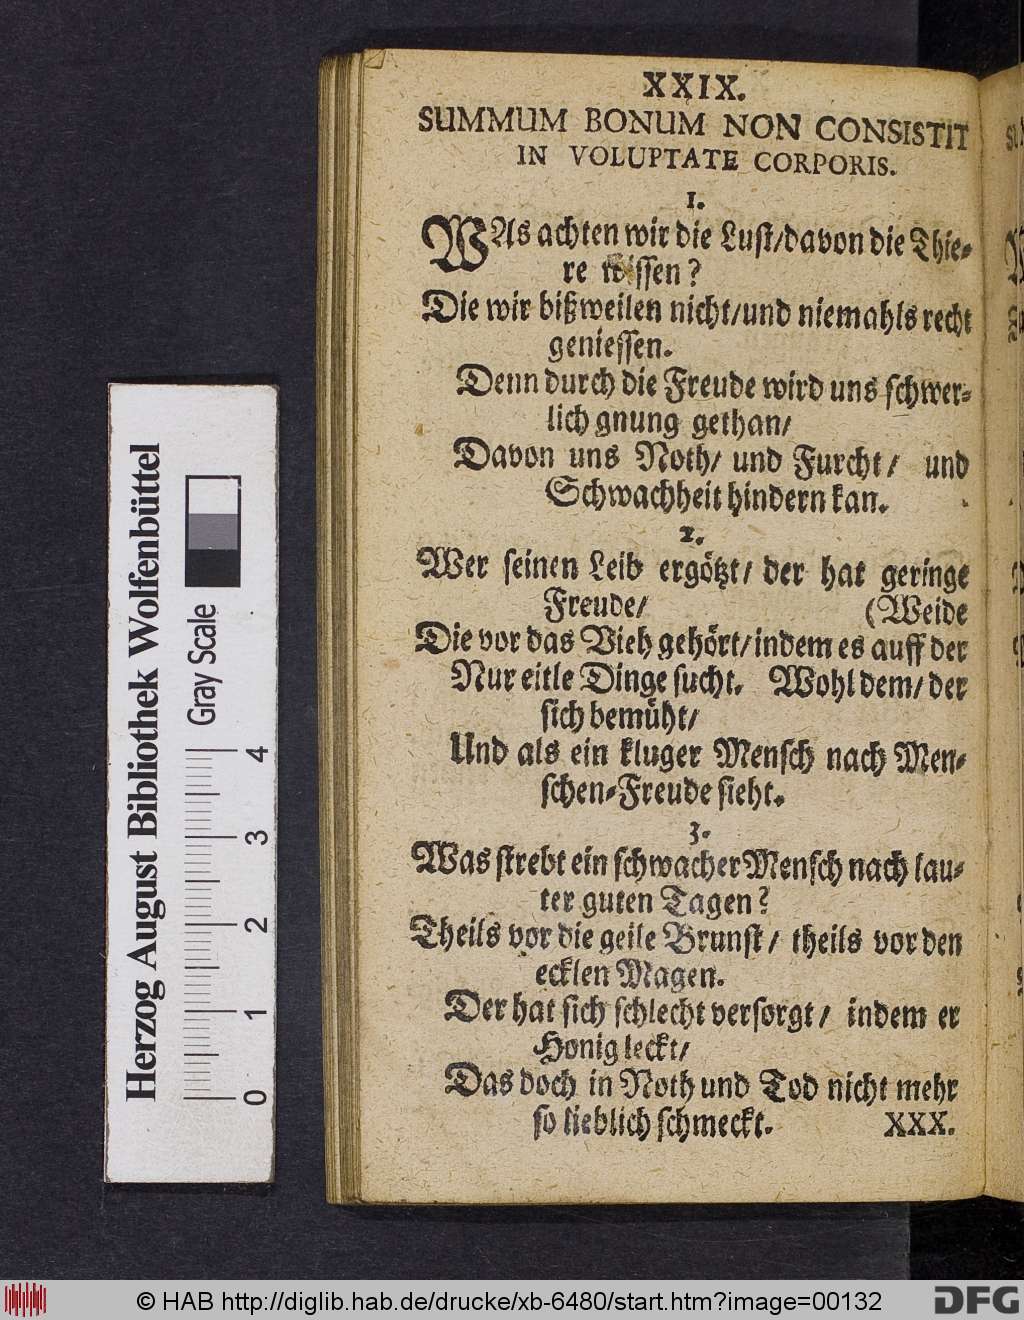 XXIX.
SUMMUM BONUM NON CONSISTIT
IN VOLUPTATE CORPORIS.
1.
WAs achten wir die Lust/davon die Thie-
re wissen?
Die wir bißweilen nicht/und niemahls recht
geniessen.
Denn durch die Freude wird uns schwer-
lich gnung gethan/
Davon uns Noth/ und Furcht/ und
Schwachheit hindern kan.
2.
Wer seinen Leib ergötzt/ der hat geringe
Freude/ (Weide
Die vor das Vieh gehört/indem es auff der
Nur eitle Dinge sucht. Wohl dem/ der
sich bemüht/
Und als ein kluger Mensch nach Men-
schen-Freude sieht.
3.
Was strebt ein schwacher Mensch nach lau-
ter guten Tagen?
Theils vor die geile Brunst/ theils vor den
ecklen Magen.
Der hat sich schlecht versorgt/ indem er
Honig leckt/
Das doch in Noth und Tod nicht mehr
so lieblich schmeckt. XXX.
Herzog August Bibliothek Wolfenbüttel
Gray Scale
0 1 2 3 4
© HAB http://diglib.hab.de/drucke/xb-6480/start.htm?image=00132
DFG